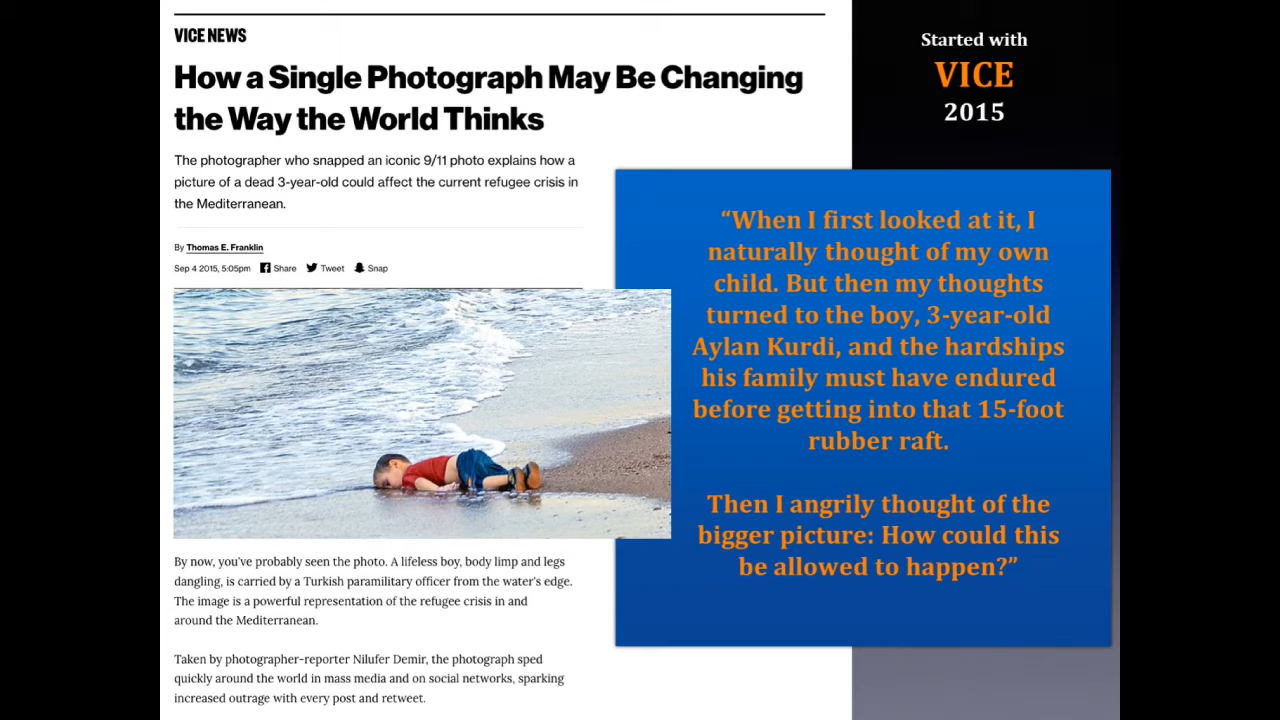 VICE NEWS
How a Single Photograph May Be Changing
the Way the World Thinks
The photographer who snapped an iconic 9/11 photo explains how a
picture of a dead 3-year-old could affect the current refugee crisis in
the Mediterranean.
By Thomas E. Franklin
Sep 4 2015, 5:05pm Share Tweet Snap
By now, you've probably seen the photo. A lifeless boy, body limp and legs
dangling, is carried by a Turkish paramilitary officer from the water's edge.
The image is a powerful representation of the refugee crisis in and
around the Mediterranean.
Taken by photographer-reporter Nilufer Demir, the photograph sped
quickly around the world in mass media and on social networks, sparking
increased outrage with every post and retweet.
Started with
VICE
2015
“When I first looked at it, I
naturally thought of my own
child. But then my thoughts
turned to the boy, 3-year-old
Aylan Kurdi, and the hardships
his family must have endured
before getting into that 15-foot
rubber raft.
Then I angrily thought of the
bigger picture: How could this
be allowed to happen?”